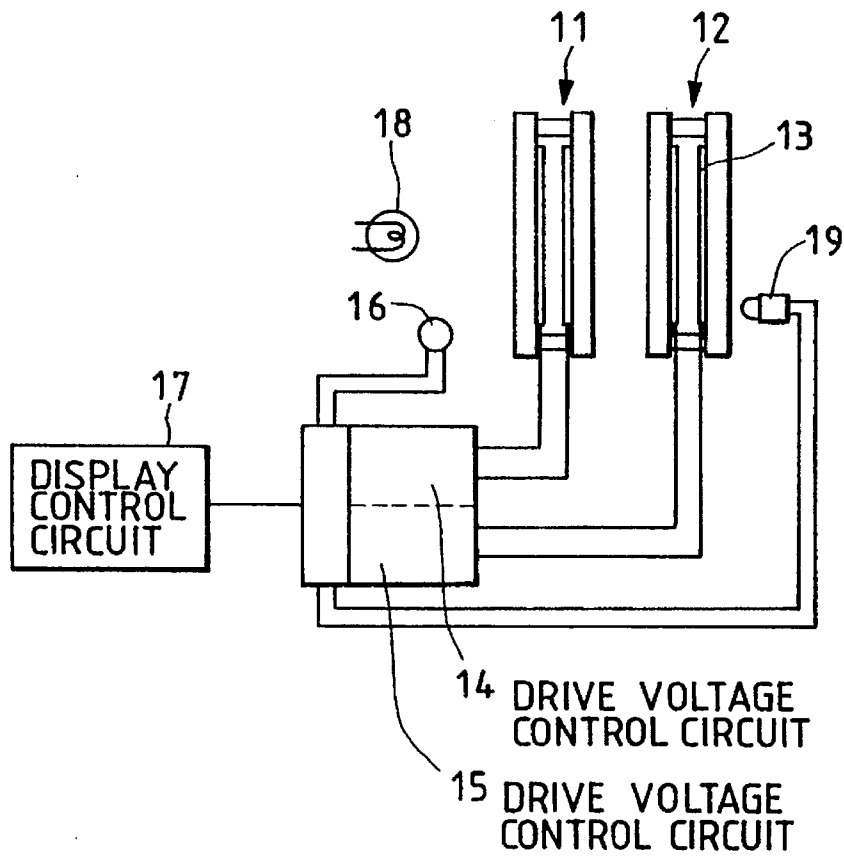 11
12
18
13
19
16
17
DISPLAY
CONTROL
CIRCUIT
14 DRIVE VOLTAGE
CONTROL CIRCUIT
15 DRIVE VOLTAGE
CONTROL CIRCUIT